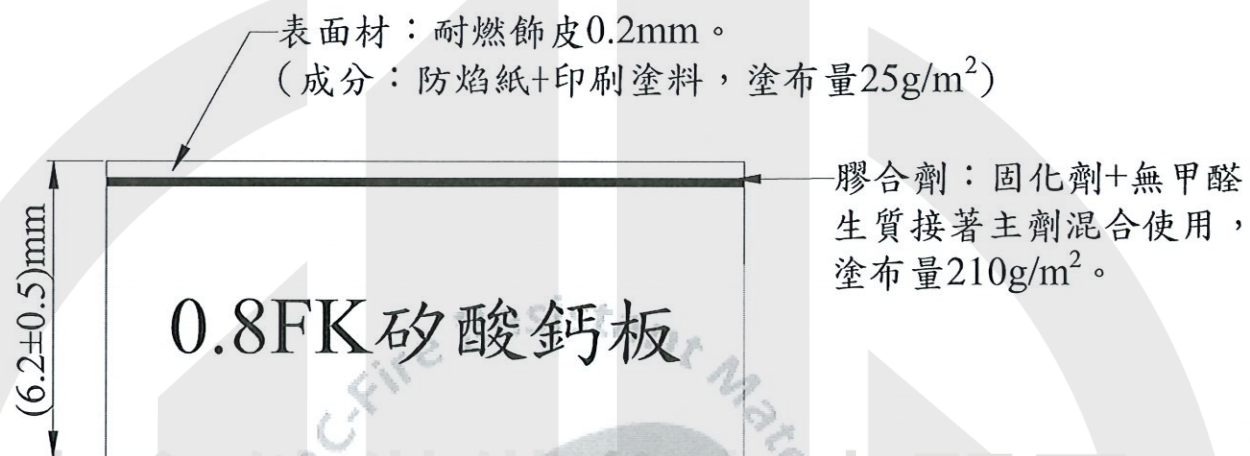 表面材：耐燃飾皮0.2mm。
（成分：防焰紙+印刷塗料，塗布量25g/m²）
膠合劑：固化劑+無甲醛
生質接著主劑混合使用，
塗布量210g/m²。
(6.2±0.5)mm
0.8FK矽酸鈣板